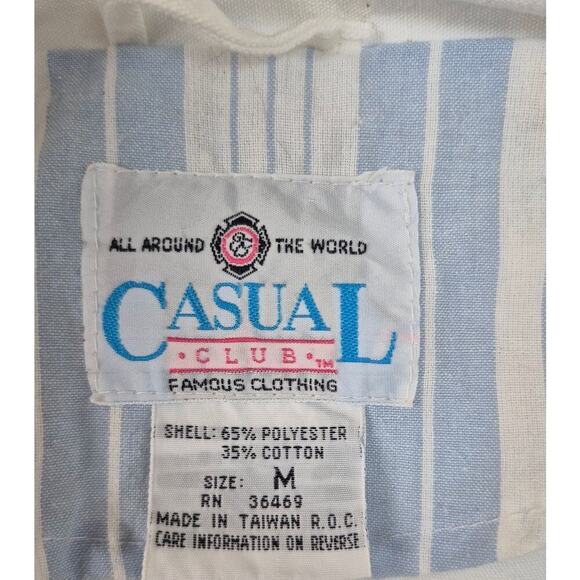 ALL AROUND & THE WORLD
CASUAL
• CLUB • ™
FAMOUS CLOTHING
SHELL: 65% POLYESTER
35% COTTON
SIZE: M
RN 36469
MADE IN TAIWAN R.O.C.
CARE INFORMATION ON REVERSE